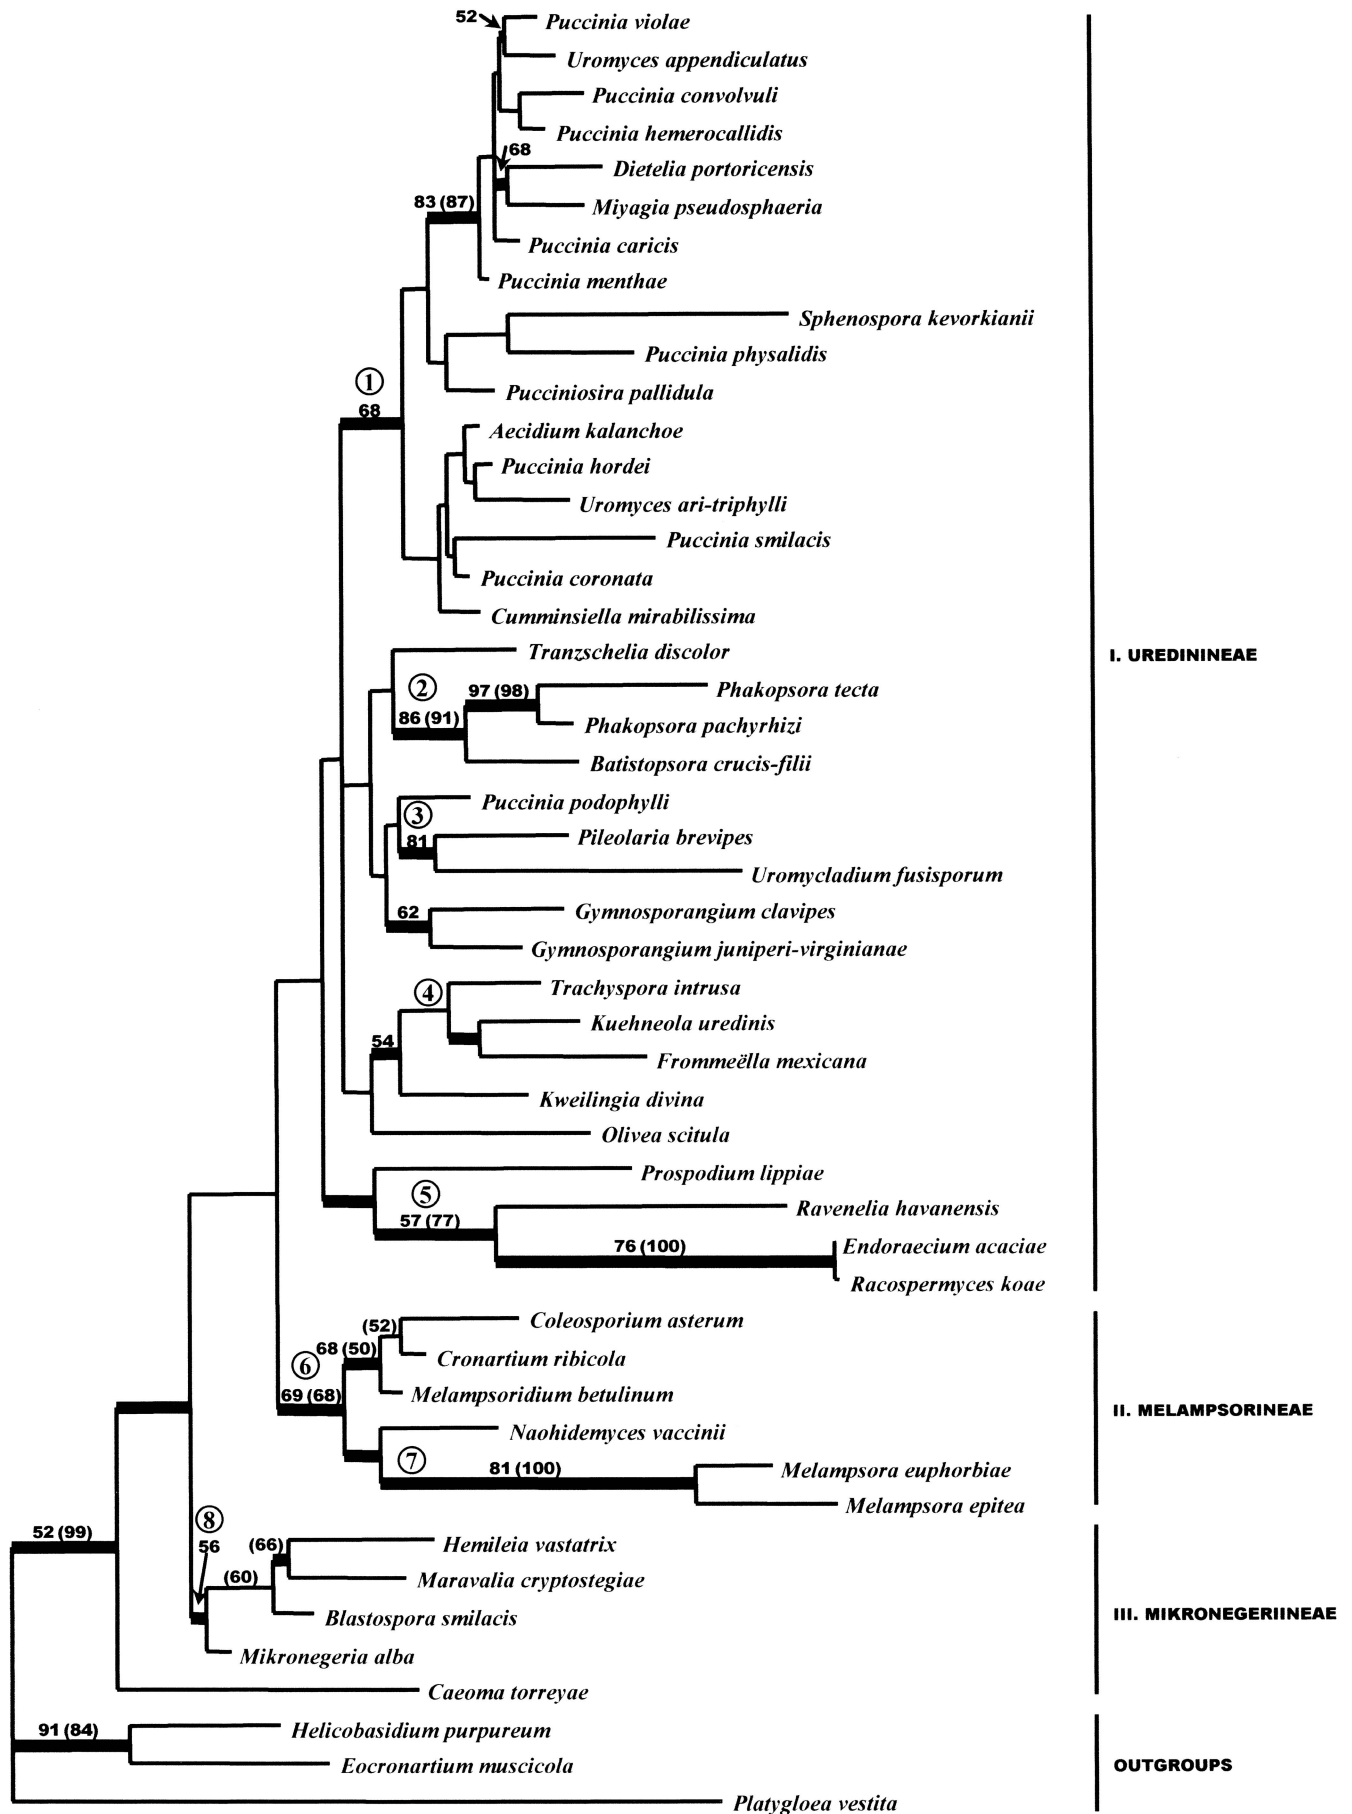 52
Puccinia violae
Uromyces appendiculatus
Puccinia convolvuli
Puccinia hemerocallidis
68
Dietelia portoricensis
83 (87)
Miyagia pseudosphaeria
Puccinia caricis
Puccinia menthae
Sphenospora kevorkianii
Puccinia physalidis
1
Pucciniosira pallidula
68
Aecidium kalanchoe
Puccinia hordei
Uromyces ari-triphylli
Puccinia smilacis
Puccinia coronata
Cumminsiella mirabilissima
Tranzschelia discolor
I. UREDININEAE
2
97 (98)
Phakopsora tecta
86 (91)
Phakopsora pachyrhizi
Batistopsora crucis-filii
Puccinia podophylli
3
81
Pileolaria brevipes
Uromycladium fusisporum
62
Gymnosporangium clavipes
Gymnosporangium juniperi-virginianae
4
Trachyspora intrusa
Kuehneola uredinis
54
Frommeëlla mexicana
Kweilingia divina
Olivea scitula
Prospodium lippiae
5
57 (77)
Ravenelia havanensis
76 (100)
Endoraecium acaciae
Racospermyces koae
(52)
Coleosporium asterum
68 (50)
Cronartium ribicola
6
69 (68)
Melampsoridium betulinum
II. MELAMPSORINEAE
Naohidemyces vaccinii
7
81 (100)
Melampsora euphorbiae
Melampsora epitea
8
56
52 (99)
(66)
Hemileia vastatrix
(60)
Maravalia cryptostegiae
Blastospora smilacis
III. MIKRONEGERIINEAE
Mikronegeria alba
Caeoma torreyae
91 (84)
Helicobasidium purpureum
Eocronartium muscicola
OUTGROUPS
Platygloea vestita